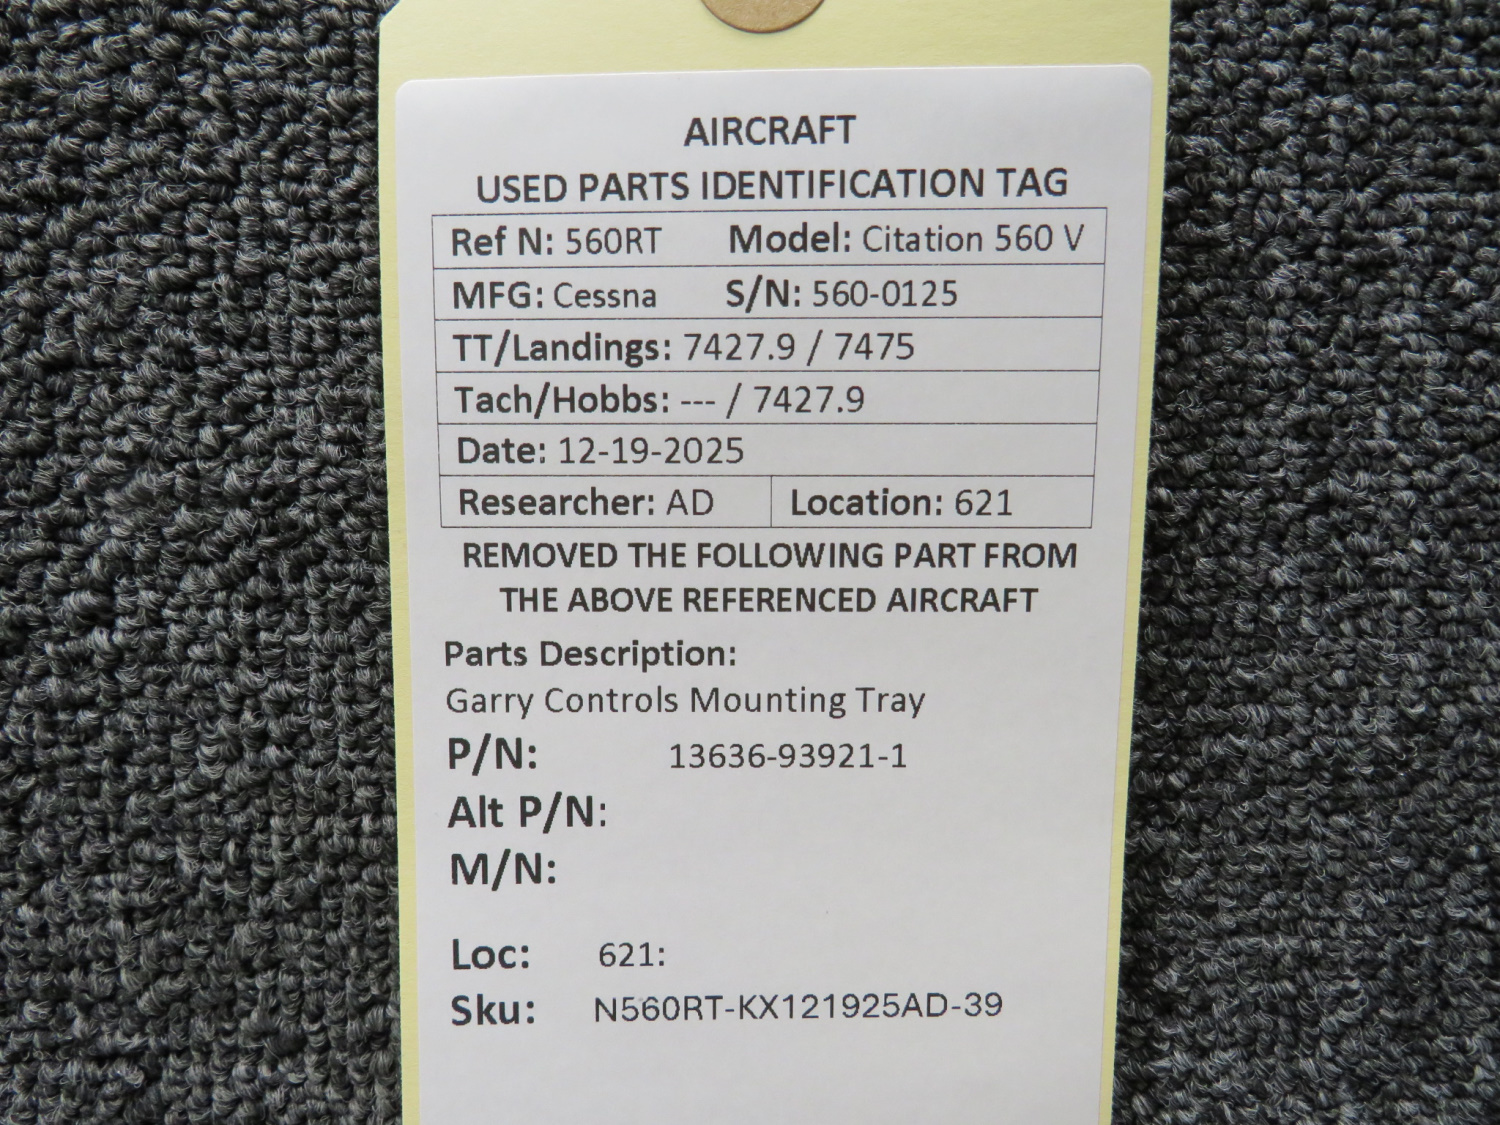 AIRCRAFT
USED PARTS IDENTIFICATION TAG
Ref N: 560RT Model: Citation 560 V
MFG: Cessna S/N: 560-0125
TT/Landings: 7427.9 / 7475
Tach/Hobbs: --- / 7427.9
Date: 12-19-2025
Researcher: AD Location: 621
REMOVED THE FOLLOWING PART FROM
THE ABOVE REFERENCED AIRCRAFT
Parts Description:
Garry Controls Mounting Tray
P/N: 13636-93921-1
Alt P/N:
M/N:
Loc: 621:
Sku: N560RT-KX121925AD-39